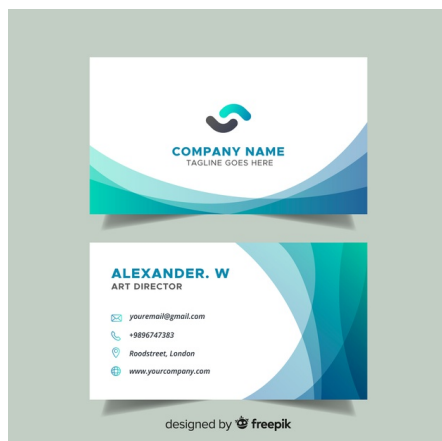 COMPANY NAME
TAGLINE GOES HERE
ALEXANDER. W
ART DIRECTOR
youremail@gmail.com
+9896747383
Roodstreet, London
www.yourcompany.com
designed by freepik